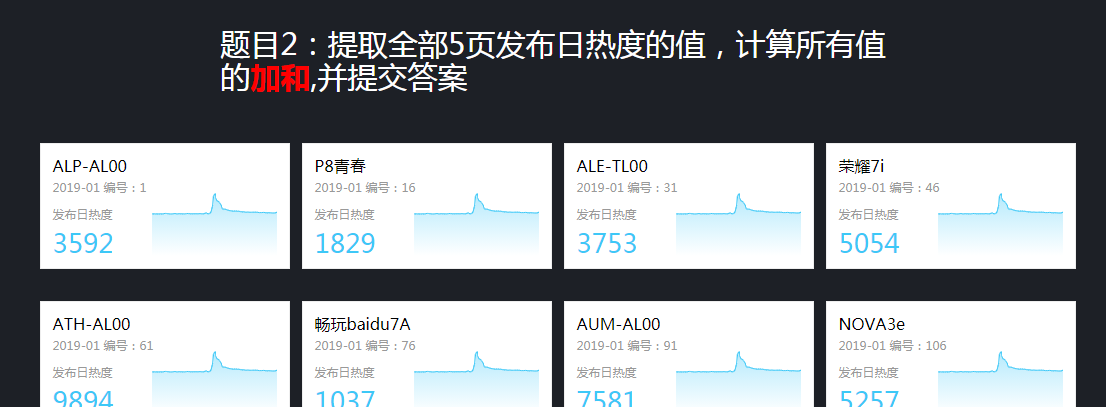 题目2：提取全部5页发布日热度的值，计算所有值
的加和,并提交答案
ALP-AL00
2019-01 编号：1
发布日热度
3592
P8青春
2019-01 编号：16
发布日热度
1829
ALE-TL00
2019-01 编号：31
发布日热度
3753
荣耀7i
2019-01 编号：46
发布日热度
5054
ATH-AL00
2019-01 编号：61
发布日热度
9894
畅玩baidu7A
2019-01 编号：76
发布日热度
1037
AUM-AL00
2019-01 编号：91
发布日热度
7581
NOVA3e
2019-01 编号：106
发布日热度
5257